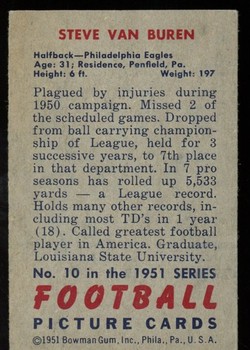 STEVE VAN BUREN
Halfback—Philadelphia Eagles
Age: 31; Residence, Penfield, Pa.
Height: 6 ft. Weight: 197
Plagued by injuries during
1950 campaign. Missed 2 of
the scheduled games. Dropped
from ball carrying champion-
ship of League, held for 3
successive years, to 7th place
in that department. In 7 pro
seasons has rolled up 5,533
yards — a League record.
Holds many other records, in-
cluding most TD's in 1 year
(18). Called greatest football
player in America. Graduate,
Louisiana State University.
No. 10 in the 1951 SERIES
FOOTBALL
PICTURE CARDS
©1951 Bowman Gum, Inc., Phila., Pa., U. S. A.